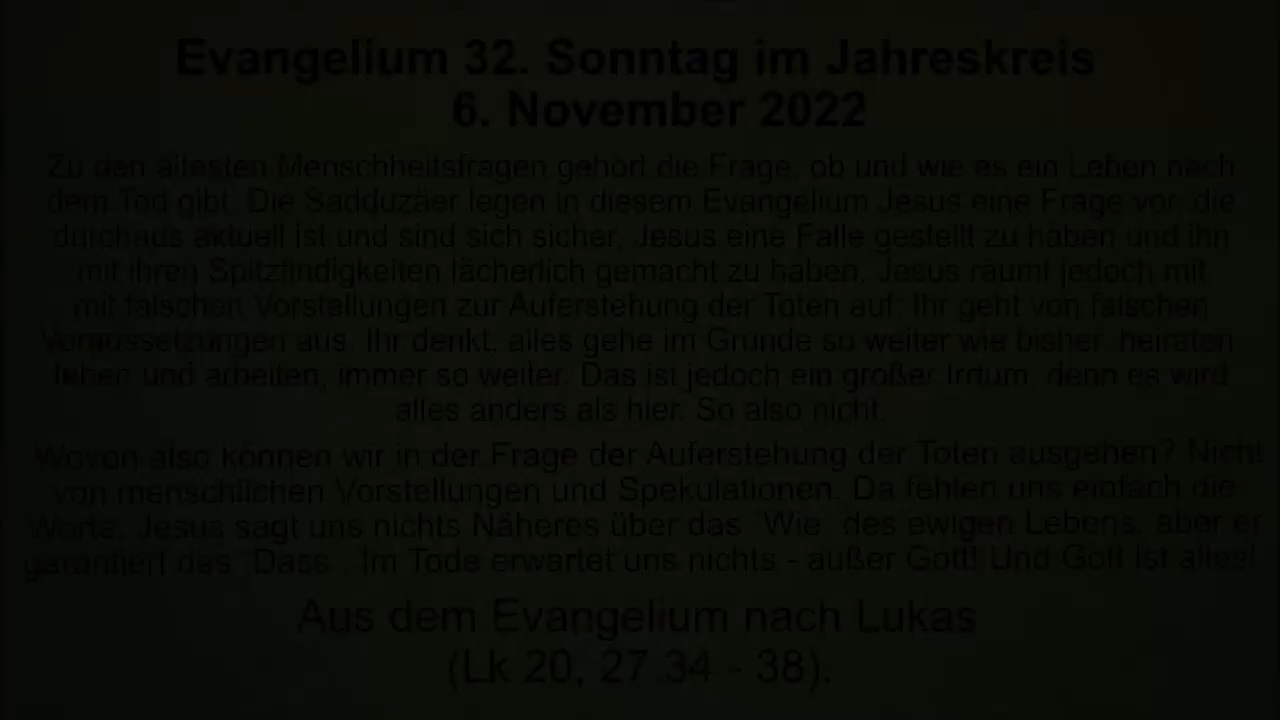 Evangelium 32. Sonntag im Jahreskreis
6. November 2022
Zu den ältesten Menschheitsfragen gehört die Frage, ob und wie es ein Leben nach
dem Tod gibt. Die Sadduzäer legen in diesem Evangelium Jesus eine Frage vor, die
durchaus aktuell ist und sind sich sicher, Jesus eine Falle gestellt zu haben und ihn
mit ihren Spitzfindigkeiten lächerlich gemacht zu haben. Jesus räumt jedoch mit
mit falschen Vorstellungen zur Auferstehung der Toten auf: Ihr geht von falschen
Voraussetzungen aus. Ihr denkt, alles gehe im Grunde so weiter wie bisher, heiraten,
leben und arbeiten, immer so weiter. Das ist jedoch ein großer Irrtum, denn es wird
alles anders als hier. So also nicht.
Wovon also können wir in der Frage der Auferstehung der Toten ausgehen? Nicht
von menschlichen Vorstellungen und Spekulationen. Da fehlen uns einfach die
Worte. Jesus sagt uns nichts Näheres über das "Wie" des ewigen Lebens, aber er
garantiert das "Dass". Im Tode erwartet uns nichts - außer Gott! Und Gott ist alles!
Aus dem Evangelium nach Lukas
(Lk 20, 27.34 - 38).